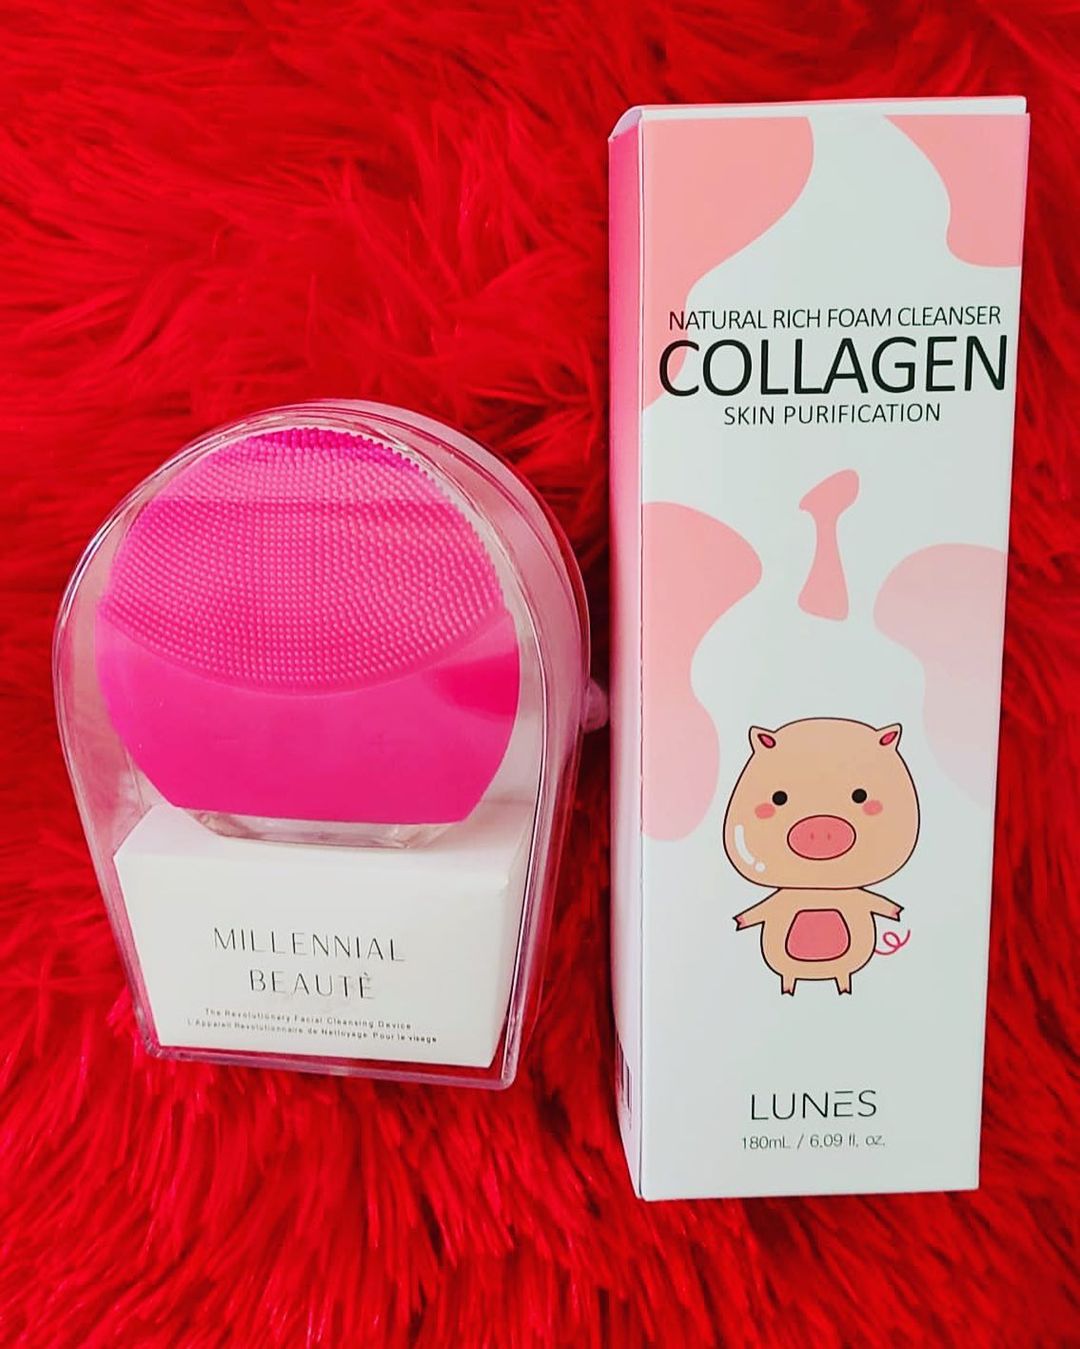 NATURAL RICH FOAM CLEANSER
COLLAGEN
SKIN PURIFICATION
LUNES
180mL / 6.09 fl. oz.
MILLENNIAL
BEAUTÈ
The Revolutionary Facial Cleansing Device
L'Appareil Revolutionnaire de Nettoyage Pour le visage